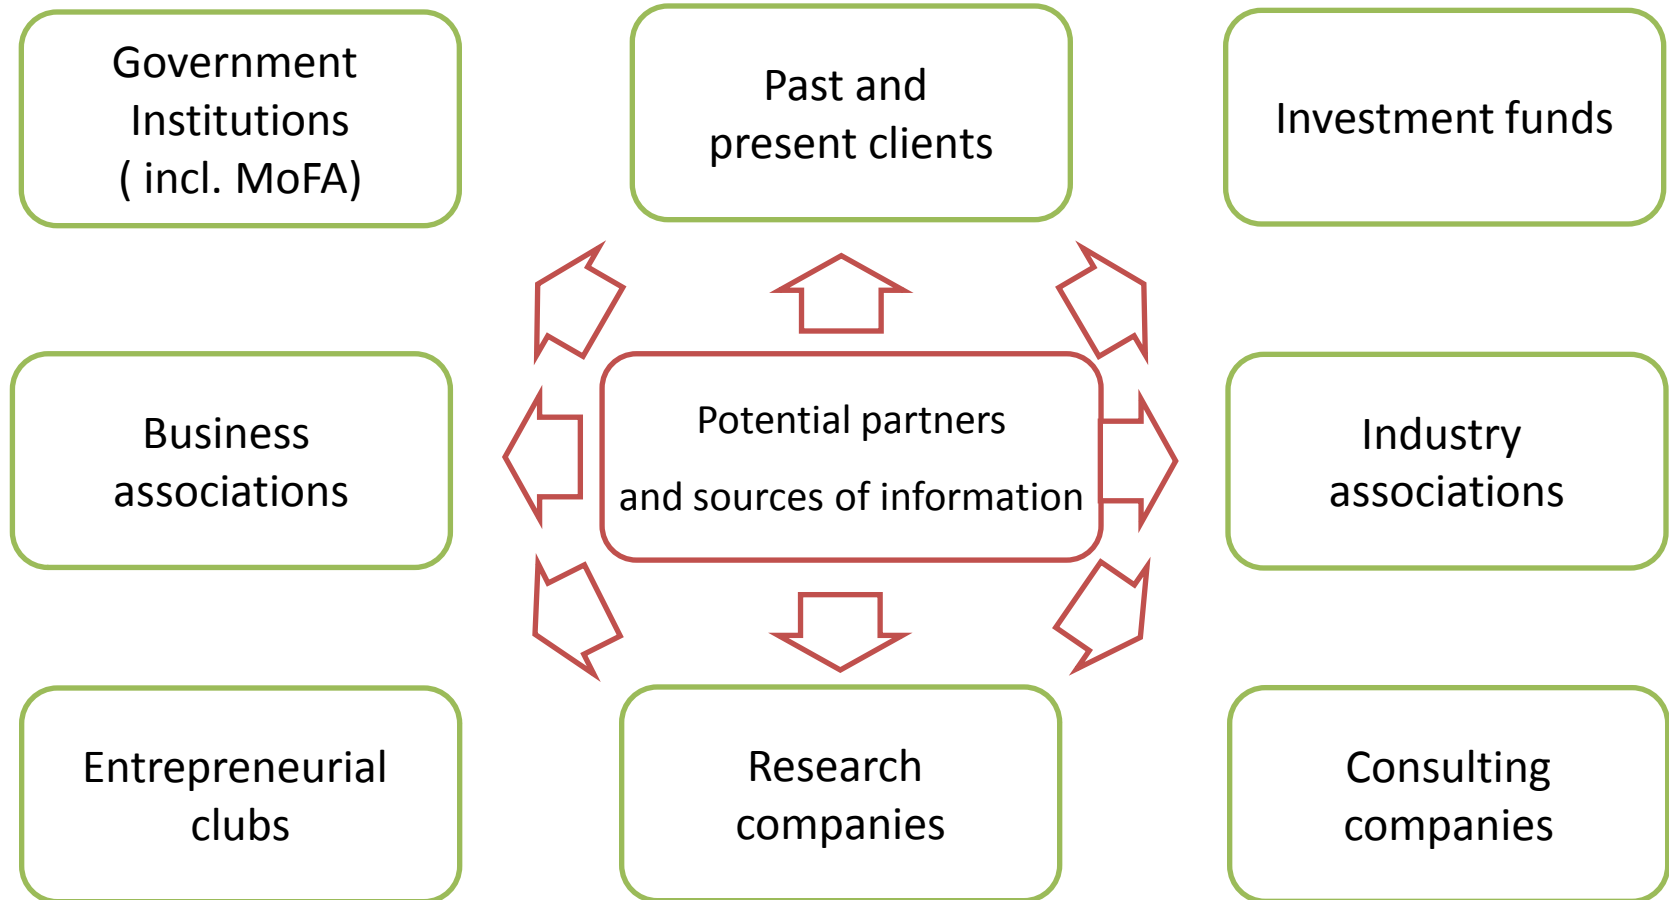 Government
Institutions
( incl. MoFA)
Past and
present clients
Investment funds
Business
associations
Potential partners
and sources of information
Industry
associations
Entrepreneurial
clubs
Research
companies
Consulting
companies